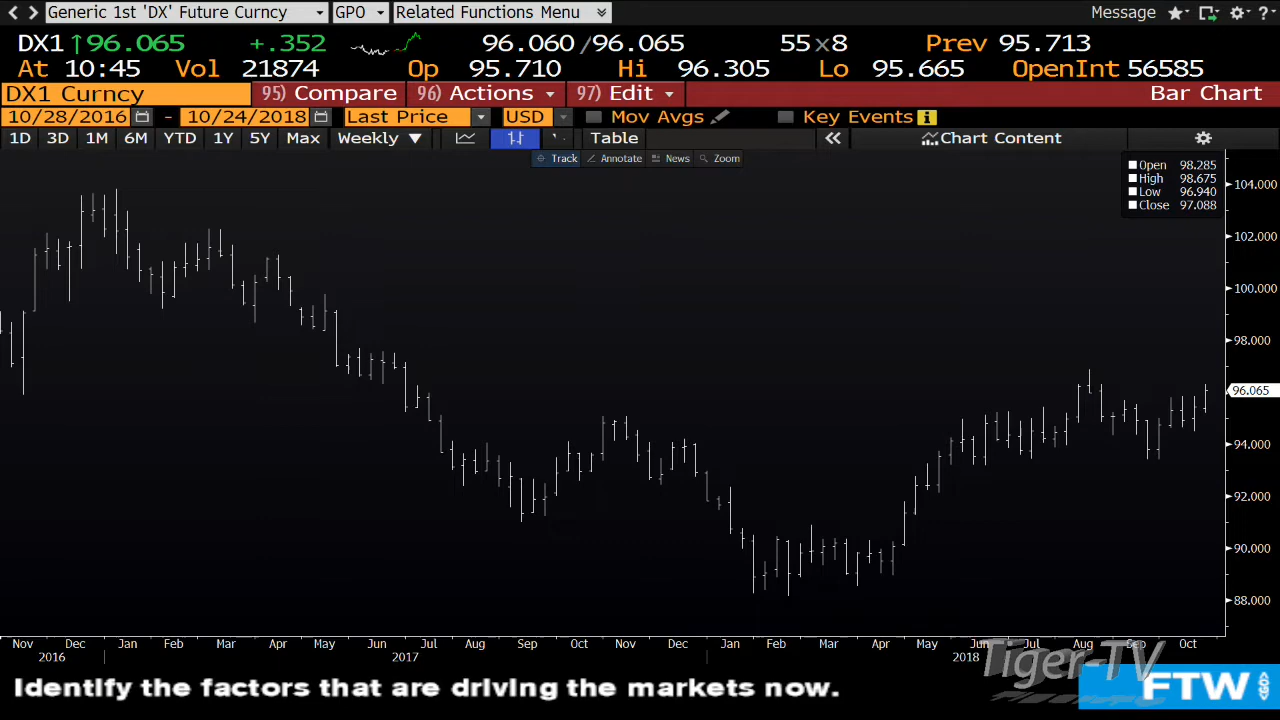 Generic 1st 'DX' Future Curncy GPO Related Functions Menu Message ?
DX1 ↑96.065 +.352 96.060/96.065 55x8 Prev 95.713
At 10:45 Vol 21874 Op 95.710 Hi 96.305 Lo 95.665 OpenInt 56585
DX1 Curncy 95) Compare 96) Actions 97) Edit Bar Chart
10/28/2016 - 10/24/2018 Last Price USD Mov Avgs Key Events i
1D 3D 1M 6M YTD 1Y 5Y Max Weekly ▼ Table « Chart Content
Track Annotate News Zoom
Open 98.285
High 98.675
Low 96.940
Close 97.088
104.000
102.000
100.000
98.000
96.065
94.000
92.000
90.000
88.000
Nov Dec Jan Feb Mar Apr May Jun Jul Aug Sep Oct Nov Dec Jan Feb Mar Apr May Jun Jul Aug Sep Oct
2016 2017 2018
Tiger-TV
Identify the factors that are driving the markets now.
FTW